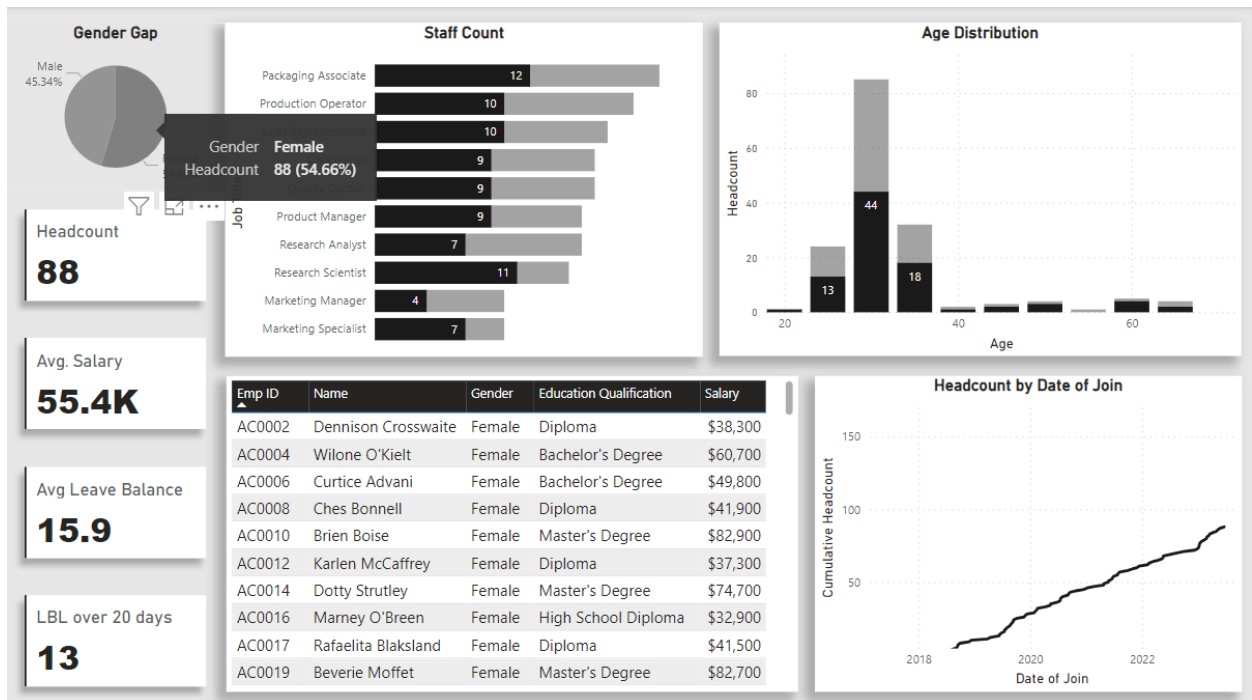 Gender Gap
Male
45.34%
Gender Female
Headcount 88 (54.66%)
Headcount
88
Avg. Salary
55.4K
Avg Leave Balance
15.9
LBL over 20 days
13
Staff Count
Job Title
Packaging Associate 12
Production Operator 10
10
9
9
Product Manager 9
Research Analyst 7
Research Scientist 11
Marketing Manager 4
Marketing Specialist 7
Age Distribution
Headcount
80
60
40
20
0
13
44
18
20 40 60
Age
Emp ID Name Gender Education Qualification Salary
AC0002 Dennison Crosswaite Female Diploma $38,300
AC0004 Wilone O'Kielt Female Bachelor's Degree $60,700
AC0006 Curtice Advani Female Bachelor's Degree $49,800
AC0008 Ches Bonnell Female Diploma $41,900
AC0010 Brien Boise Female Master's Degree $82,900
AC0012 Karlen McCaffrey Female Diploma $37,300
AC0014 Dotty Strutley Female Master's Degree $74,700
AC0016 Marney O'Breen Female High School Diploma $32,900
AC0017 Rafaelita Blaksland Female Diploma $41,500
AC0019 Beverie Moffet Female Master's Degree $82,700
Headcount by Date of Join
Cumulative Headcount
150
100
50
2018 2020 2022
Date of Join